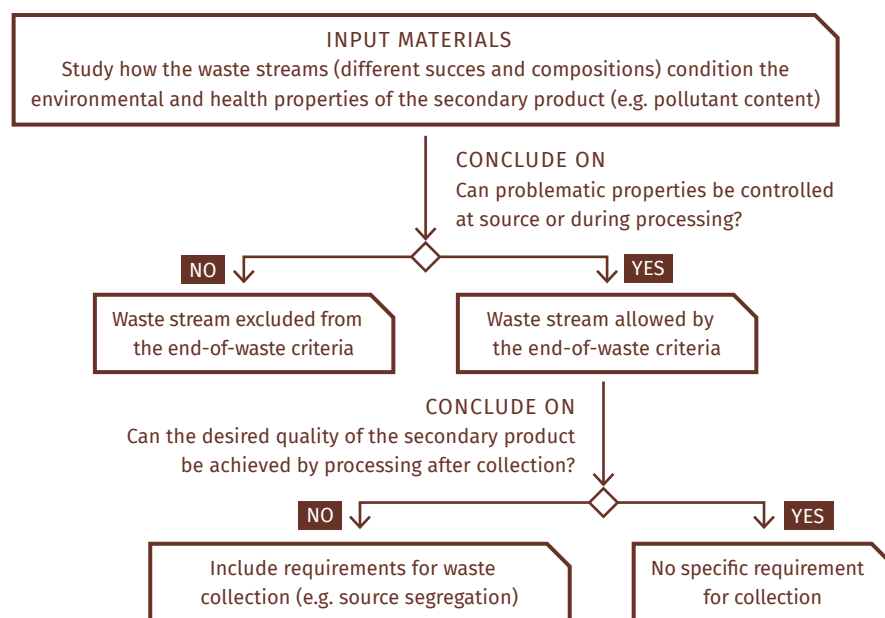 INPUT MATERIALS
Study how the waste streams (different succes and compositions) condition the
environmental and health properties of the secondary product (e.g. pollutant content)
CONCLUDE ON
Can problematic properties be controlled
at source or during processing?
NO
YES
Waste stream excluded from
the end-of-waste criteria
Waste stream allowed by
the end-of-waste criteria
CONCLUDE ON
Can the desired quality of the secondary product
be achieved by processing after collection?
NO
YES
Include requirements for waste
collection (e.g. source segregation)
No specific requirement
for collection